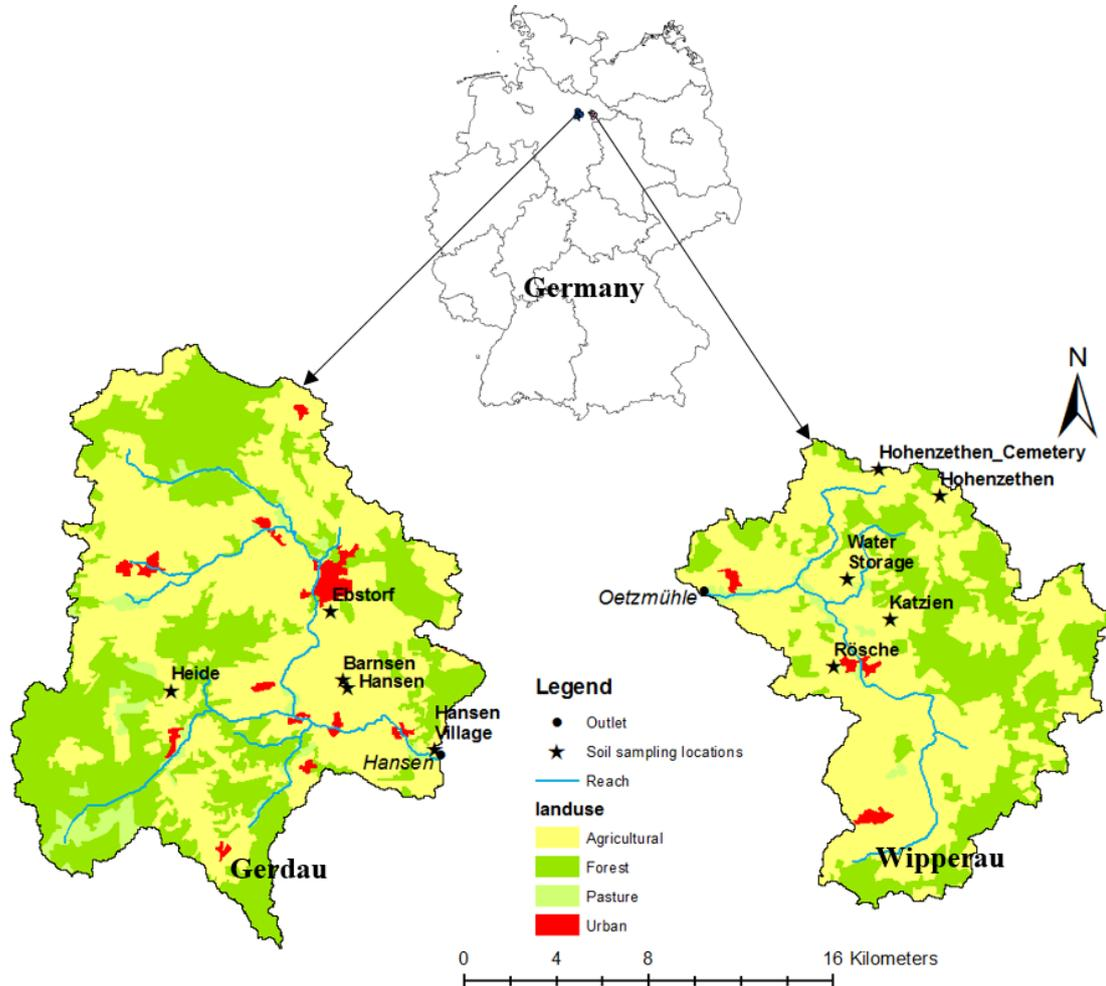 Germany
N
Hohenzethen_Cemetery
Hohenzethen
Water
Storage
Oetzmühle
Katzien
Rösche
Wipperau
Ebstorf
Barnsen
Hansen
Heide
Hansen
Village
Hansen
Gerdau
Legend
Outlet
Soil sampling locations
Reach
landuse
Agricultural
Forest
Pasture
Urban
0 4 8 16 Kilometers